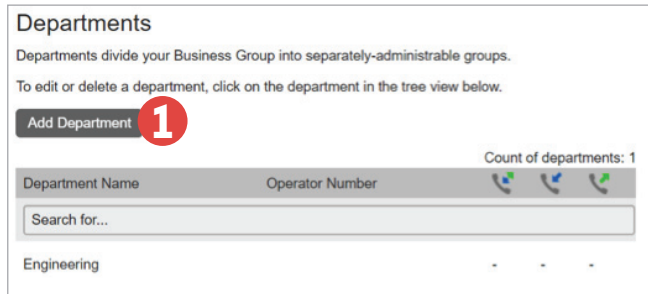 Departments
Departments divide your Business Group into separately-administrable groups.
To edit or delete a department, click on the department in the tree view below.
Add Department 1
Count of departments: 1
Department Name Operator Number
Search for...
Engineering - - -